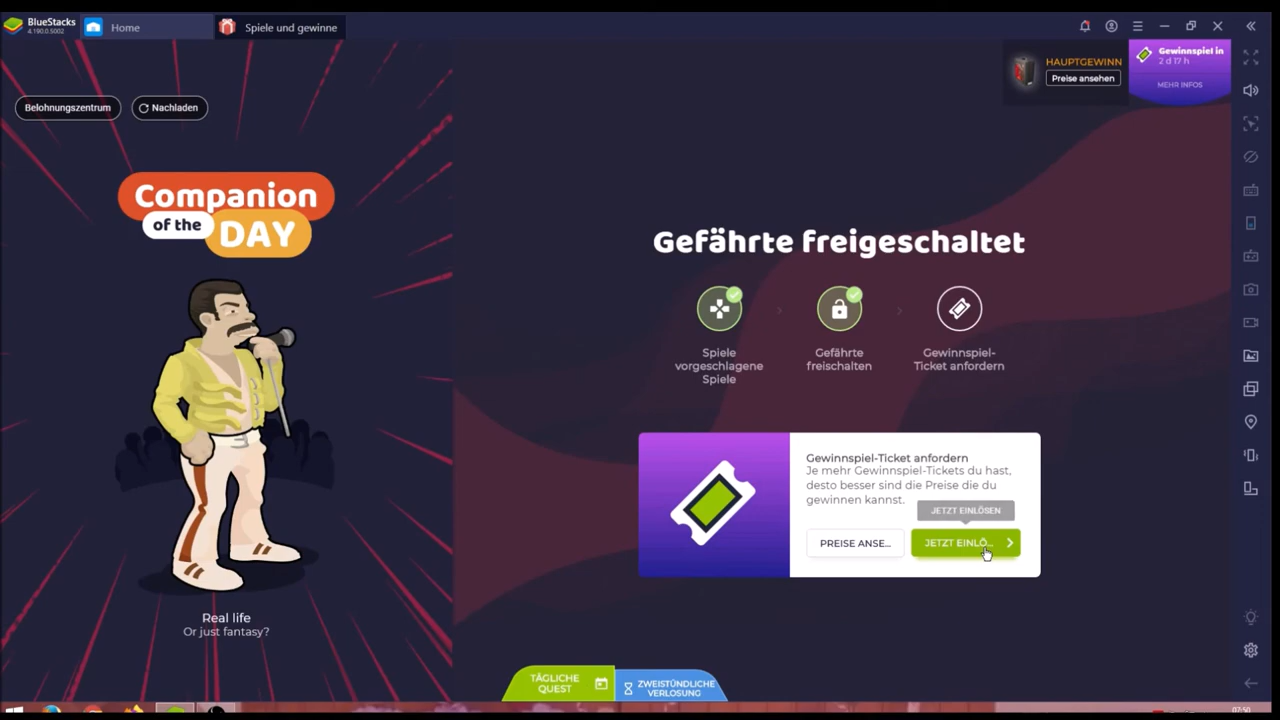 BlueStacks
4.190.0.5002
Home
Spiele und gewinne
HAUPTGEWINN
Preise ansehen
Gewinnspiel in
2 d 17 h
MEHR INFOS
Belohnungszentrum
Nachladen
Companion
of the
DAY
Real life
Or just fantasy?
Gefährte freigeschaltet
Spiele
vorgeschlagene
Spiele
Gefährte
freischalten
Gewinnspiel-
Ticket anfordern
Gewinnspiel-Ticket anfordern
Je mehr Gewinnspiel-Tickets du hast,
desto besser sind die Preise die du
gewinnen kannst.
JETZT EINLÖSEN
PREISE ANSE...
JETZT EINLÖ...
TÄGLICHE
QUEST
ZWEISTÜNDLICHE
VERLOSUNG